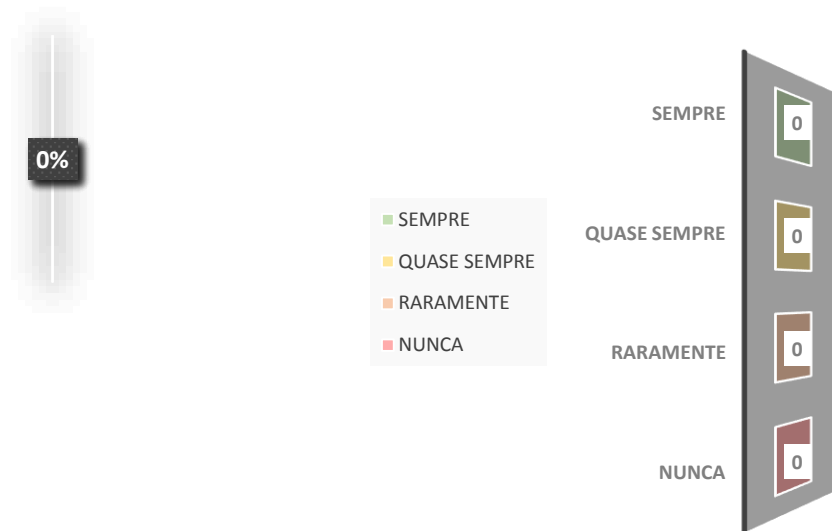 0%
SEMPRE
QUASE SEMPRE
RARAMENTE
NUNCA
SEMPRE 0
QUASE SEMPRE 0
RARAMENTE 0
NUNCA 0